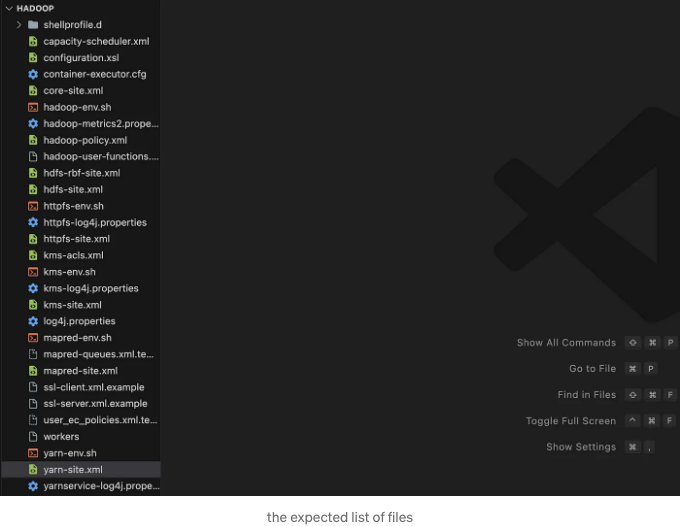 HADOOP
shellprofile.d
capacity-scheduler.xml
configuration.xsl
container-executor.cfg
core-site.xml
hadoop-env.sh
hadoop-metrics2.prope...
hadoop-policy.xml
hadoop-user-functions....
hdfs-rbf-site.xml
hdfs-site.xml
httpfs-env.sh
httpfs-log4j.properties
httpfs-site.xml
kms-acls.xml
kms-env.sh
kms-log4j.properties
kms-site.xml
log4j.properties
mapred-env.sh
mapred-queues.xml.te...
mapred-site.xml
ssl-client.xml.example
ssl-server.xml.example
user_ec_policies.xml.te...
workers
yarn-env.sh
yarn-site.xml
yarnservice-log4j.prope...
Show All Commands ⇧ ⌘ P
Go to File ⌘ P
Find in Files ⇧ ⌘ F
Toggle Full Screen ^ ⌘ F
Show Settings ⌘ ,
the expected list of files